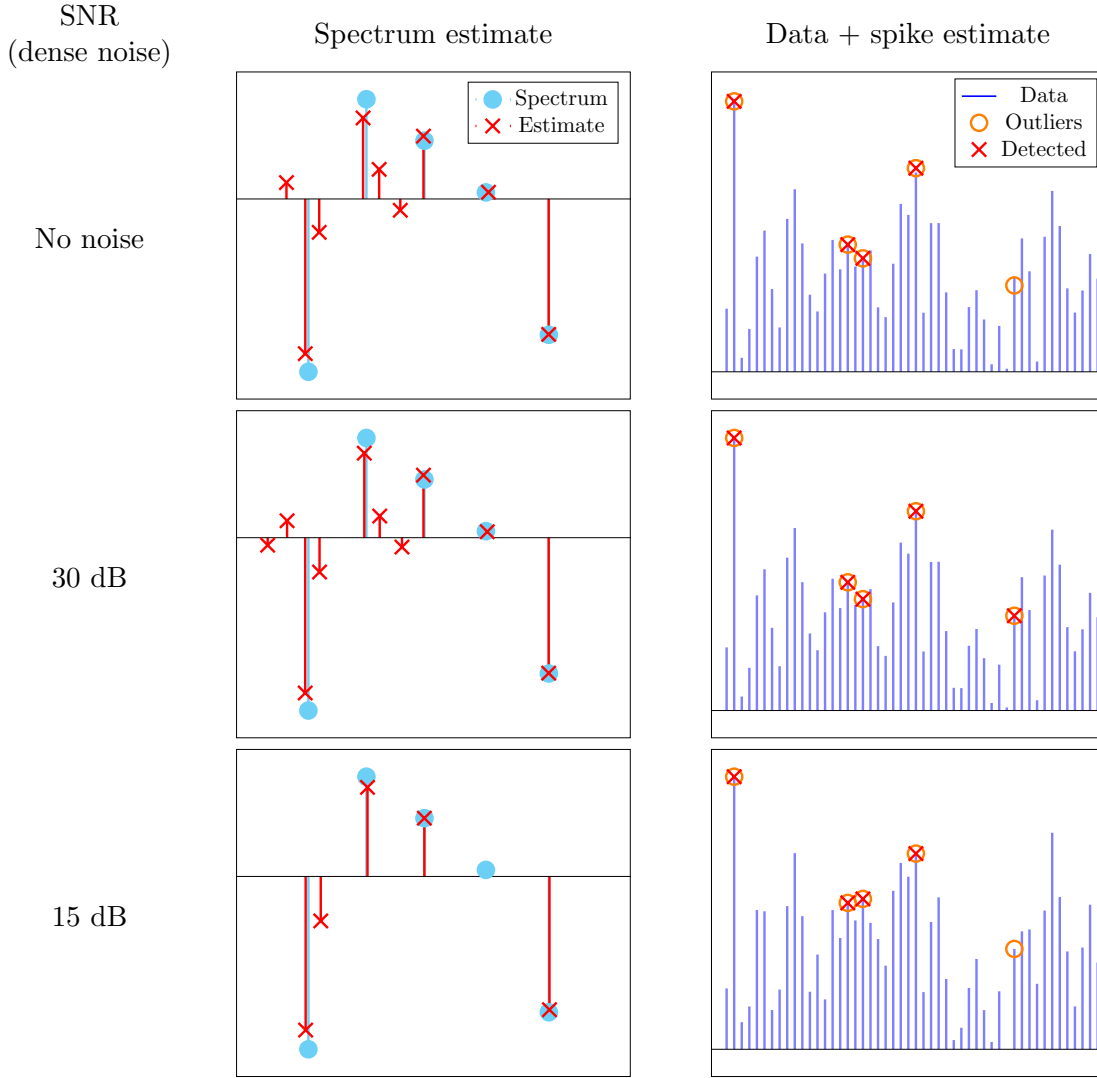 SNR
(dense noise)
Spectrum estimate
Data + spike estimate
Spectrum
Estimate
Data
Outliers
Detected
No noise
30 dB
15 dB